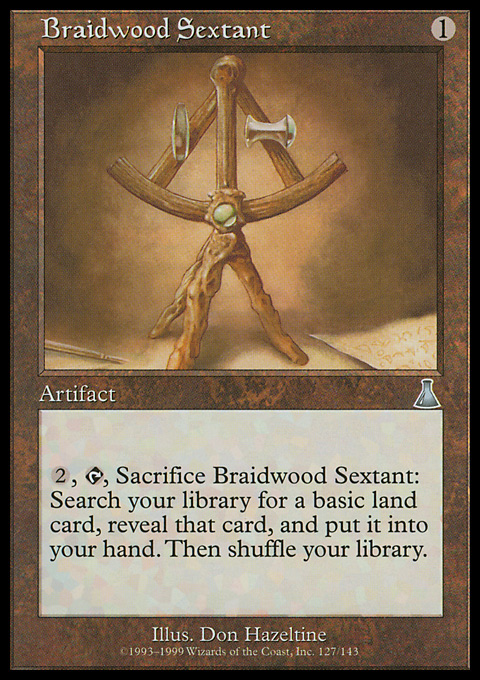 Braidwood Sextant 1
Artifact
2, , Sacrifice Braidwood Sextant:
Search your library for a basic land
card, reveal that card, and put it into
your hand. Then shuffle your library.
Illus. Don Hazeltine
©1993–1999 Wizards of the Coast, Inc. 127/143